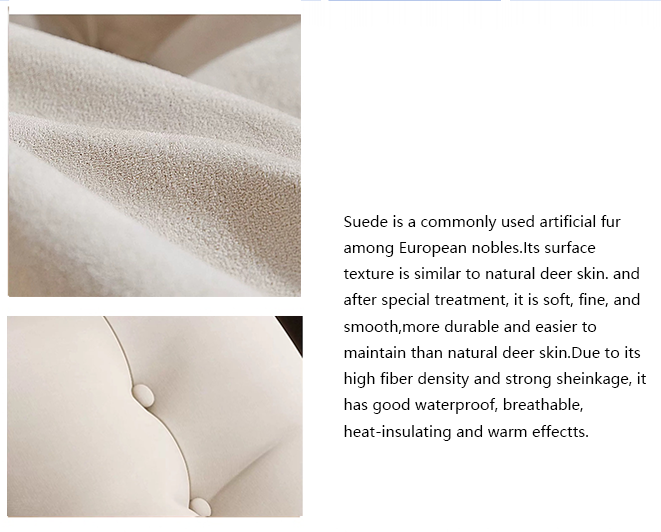 Suede is a commonly used artificial fur
among European nobles.Its surface
texture is similar to natural deer skin. and
after special treatment, it is soft, fine, and
smooth,more durable and easier to
maintain than natural deer skin.Due to its
high fiber density and strong sheinkage, it
has good waterproof, breathable,
heat-insulating and warm effectts.